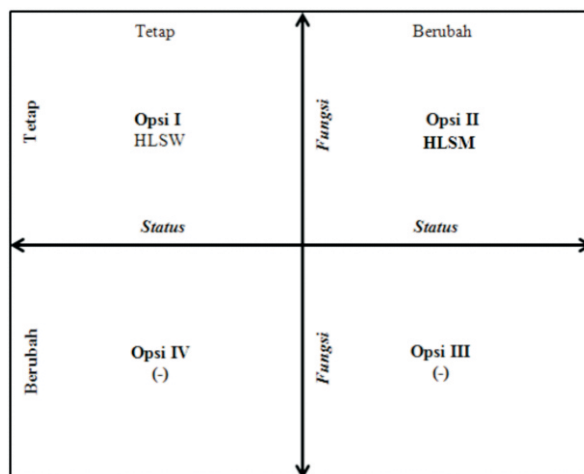 Tetap
Berubah
Tetap
Opsi I
HLSW
Fungsi
Opsi II
HLSM
Status
Status
Berubah
Opsi IV
(-)
Fungsi
Opsi III
(-)